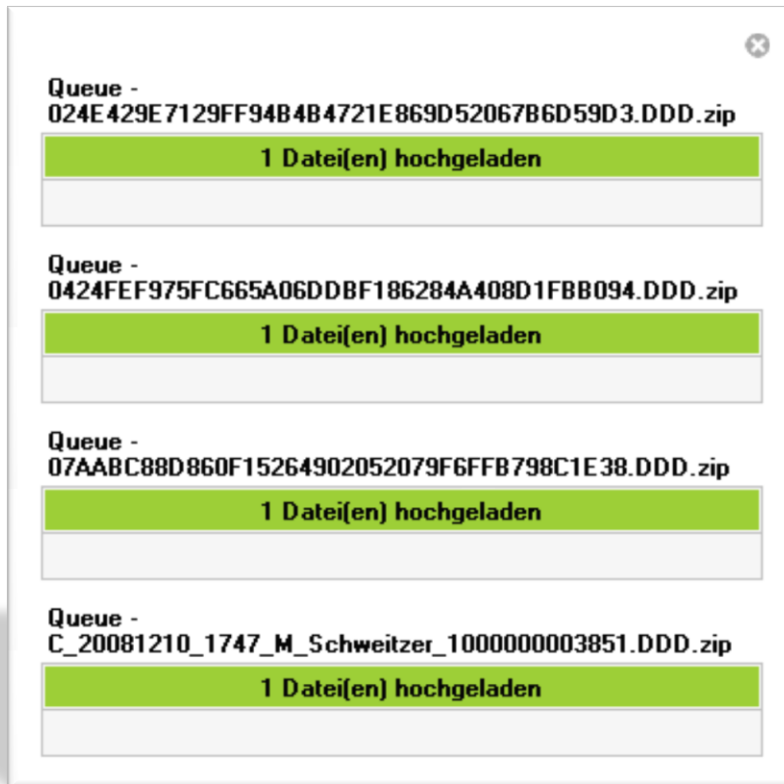 Queue -
024E429E7129FF94B4B4721E869D52067B6D59D3.DDD.zip
1 Datei(en) hochgeladen
Queue -
0424FEF975FC665A06DDBF186284A408D1FBB094.DDD.zip
1 Datei(en) hochgeladen
Queue -
07AABC88D860F15264902052079F6FFB798C1E38.DDD.zip
1 Datei(en) hochgeladen
Queue -
C_20081210_1747_M_Schweitzer_1000000003851.DDD.zip
1 Datei(en) hochgeladen